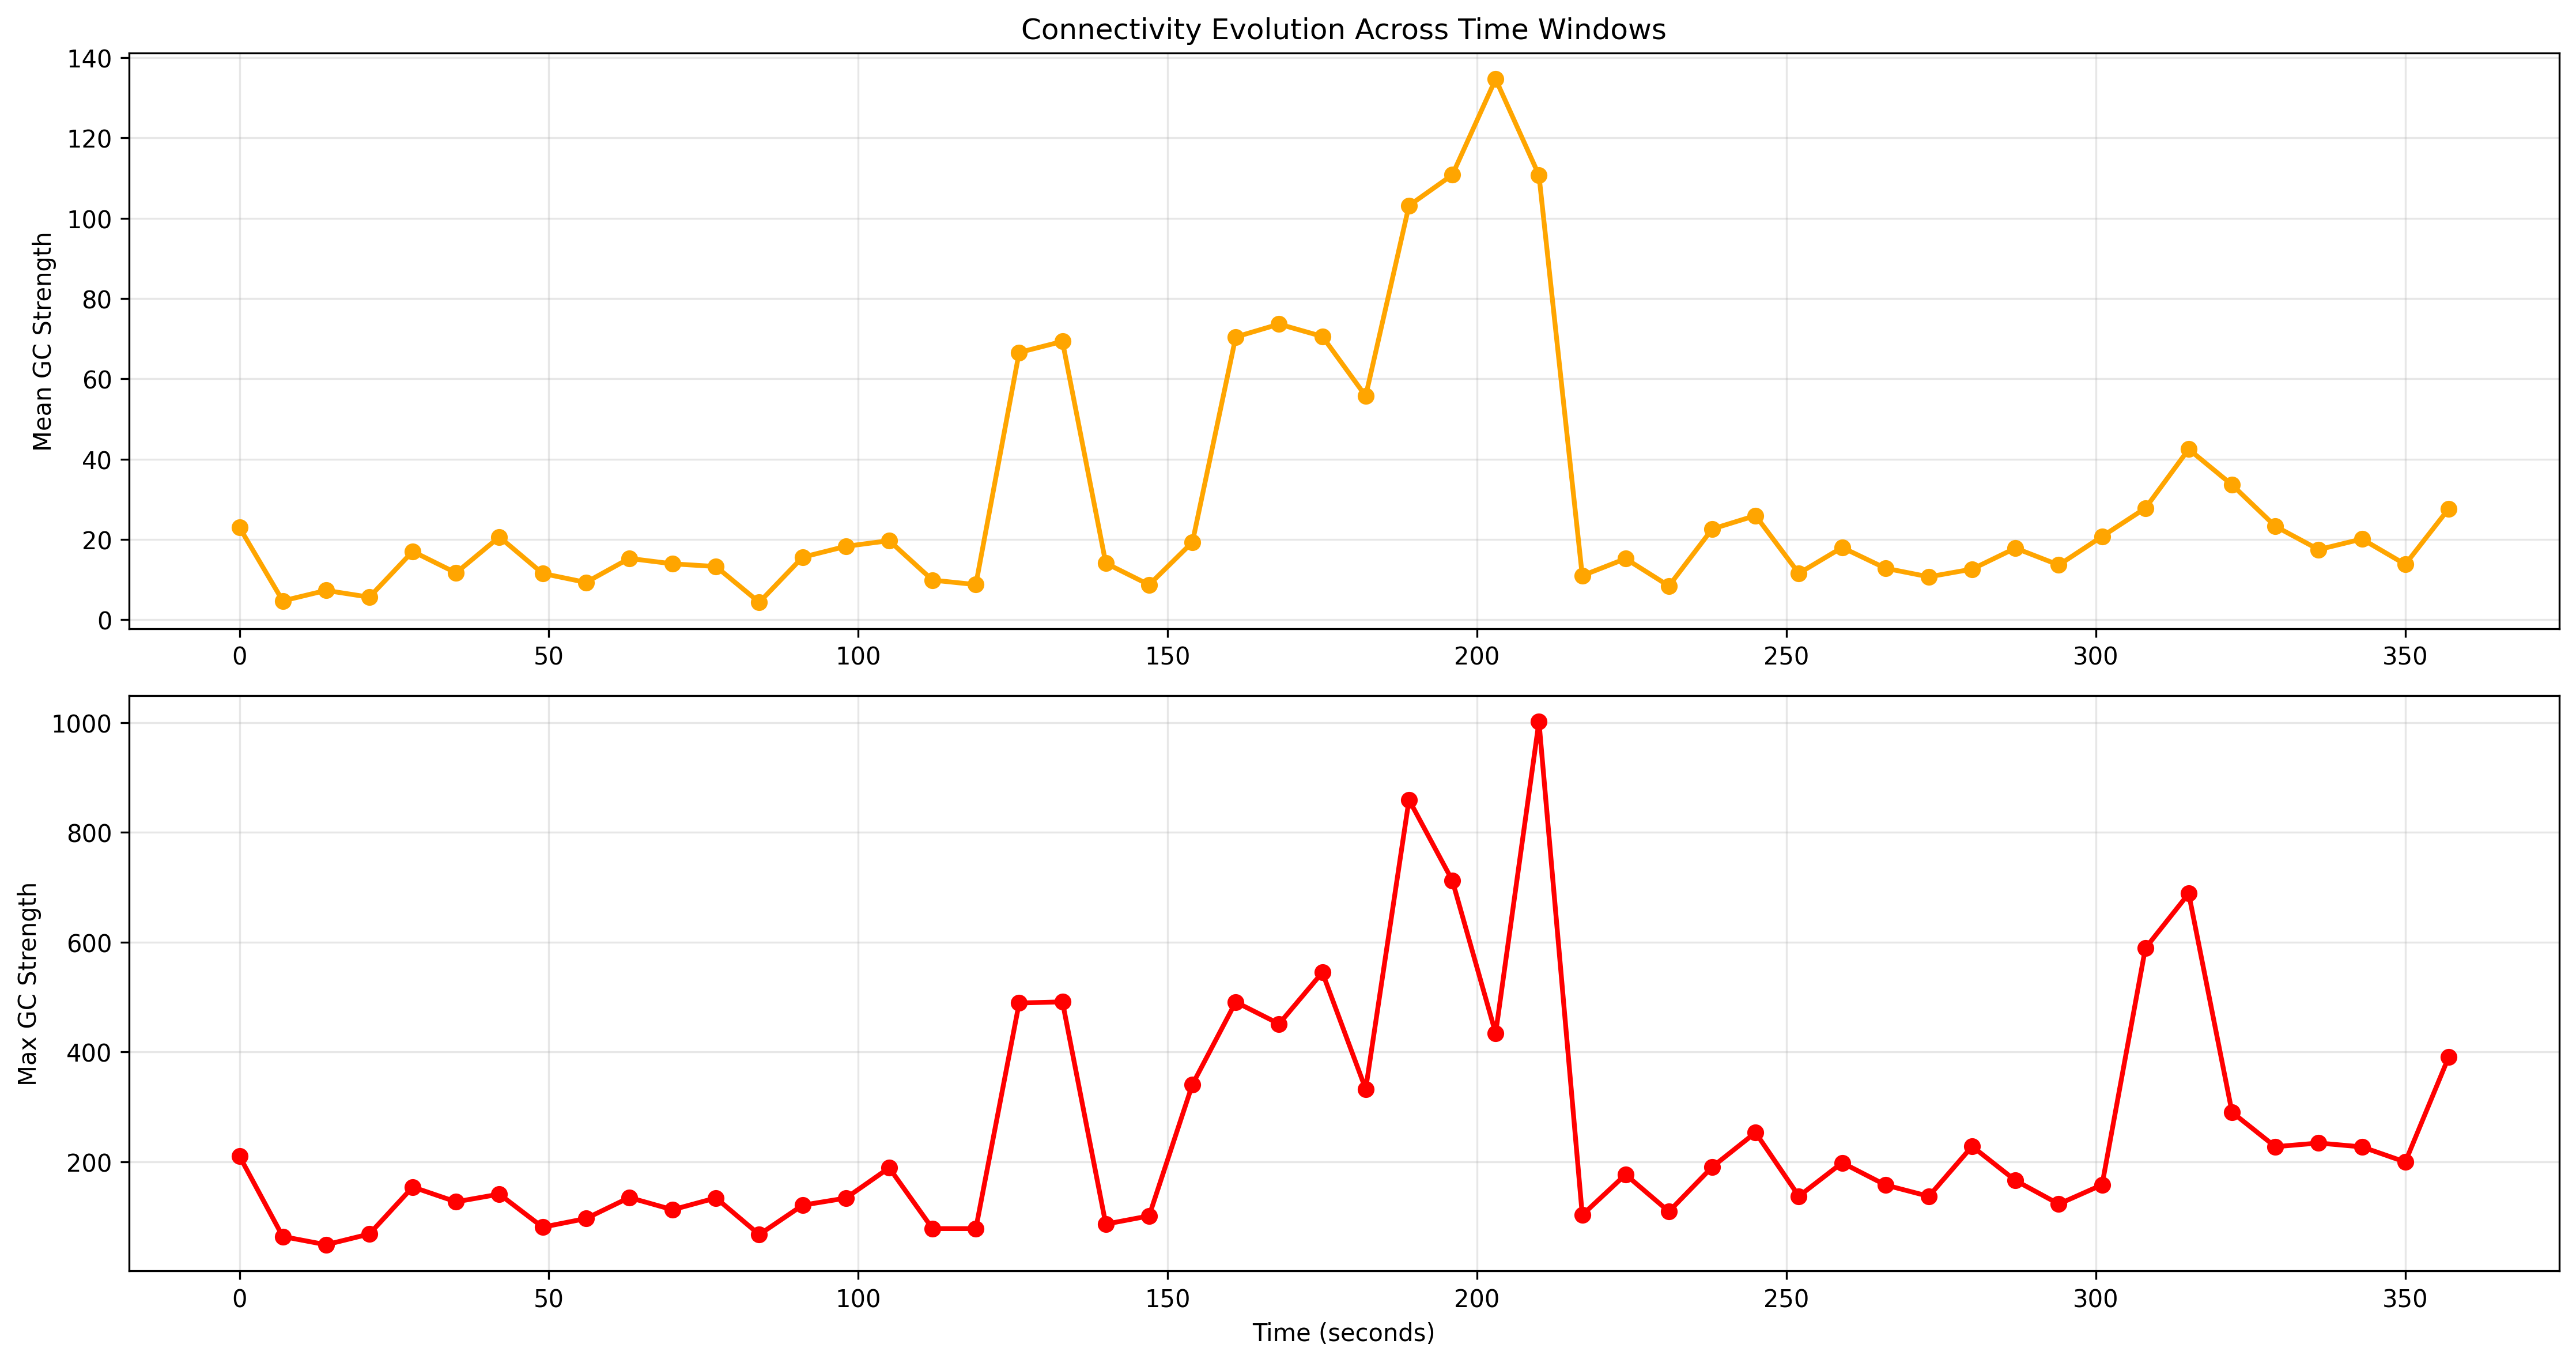 Connectivity Evolution Across Time Windows
Mean GC Strength
140
120
100
80
60
40
20
0
0 50 100 150 200 250 300 350
Max GC Strength
1000
800
600
400
200
0 50 100 150 200 250 300 350
Time (seconds)